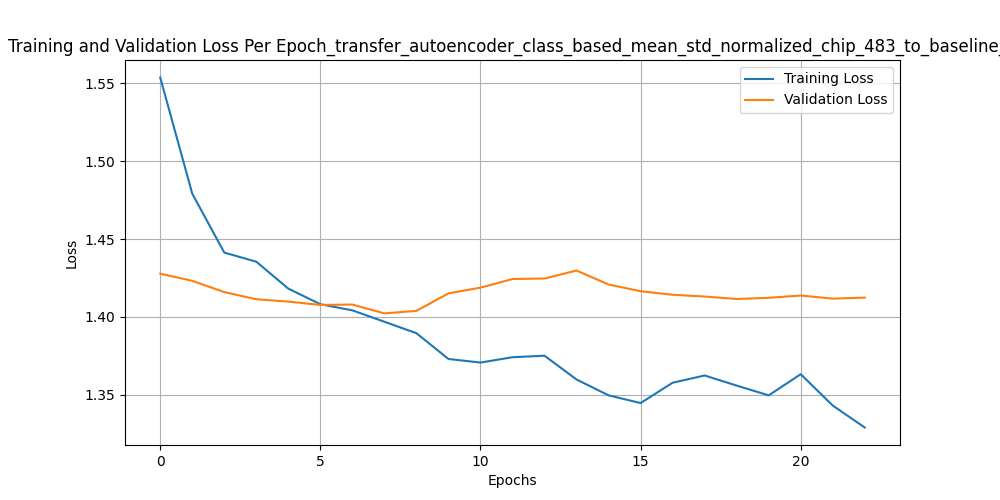 Training and Validation Loss Per Epoch_transfer_autoencoder_class_based_mean_std_normalized_chip_483_to_baseline_
Training Loss
Validation Loss
1.55
1.50
1.45
1.40
1.35
Loss
0 5 10 15 20
Epochs